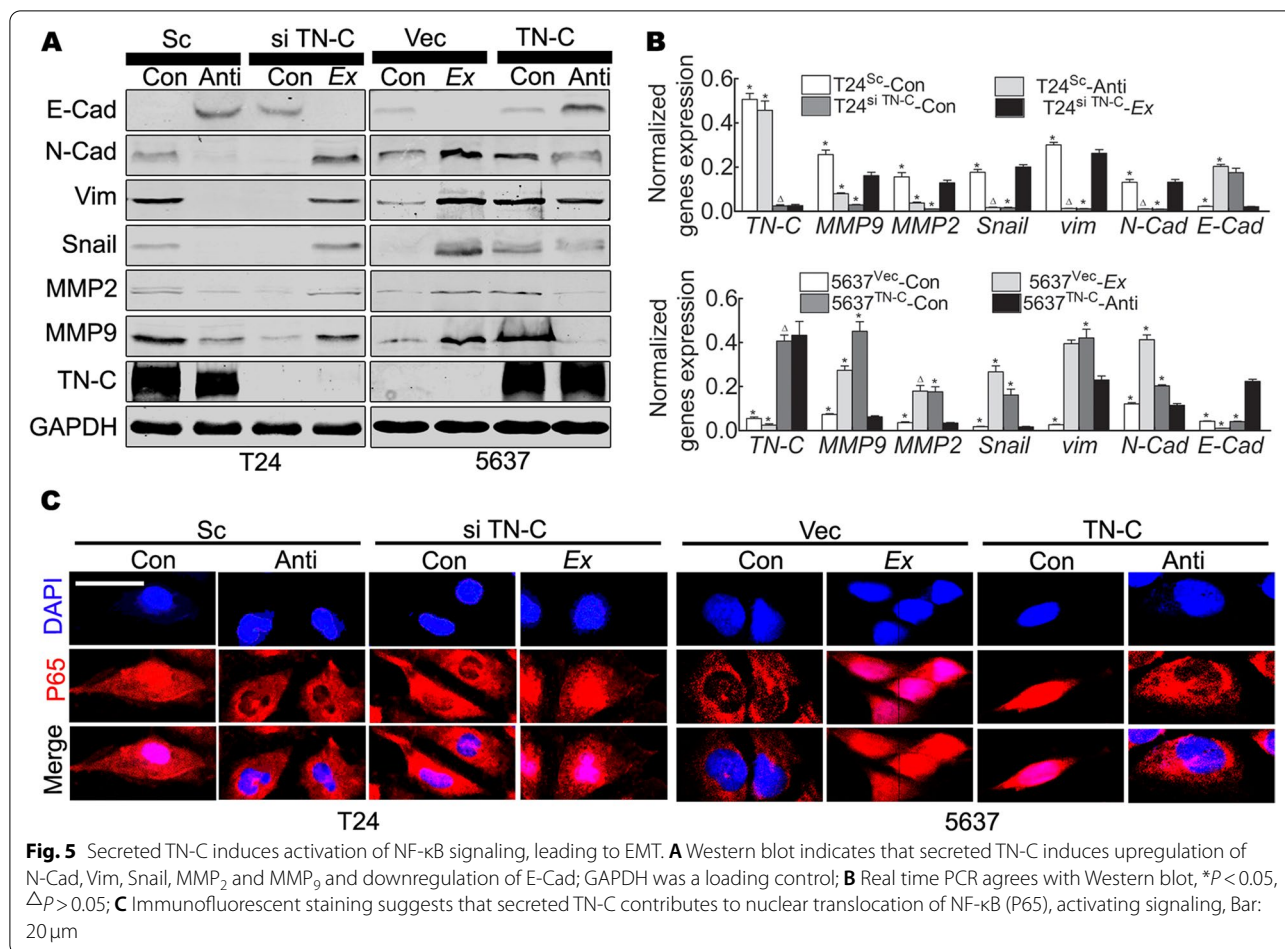 A
Sc si TN-C Vec TN-C
Con Anti Con Ex Con Ex Con Anti
E-Cad
N-Cad
Vim
Snail
MMP2
MMP9
TN-C
GAPDH
T24 5637
B
Normalized
genes expression
0.6
0.4
0.2
0.0
T24Sc-Con T24Sc-Anti
T24si TN-C-Con T24si TN-C-Ex
* * Δ * * * * * * * Δ * * Δ * * Δ *
TN-C MMP9 MMP2 Snail vim N-Cad E-Cad
Normalized
genes expression
0.6
0.4
0.2
0.0
5637Vec-Con 5637Vec-Ex
5637TN-C-Con 5637TN-C-Anti
* * Δ * * * * Δ * * * * * * * * * * * *
TN-C MMP9 MMP2 Snail vim N-Cad E-Cad
C
Sc si TN-C Vec TN-C
Con Anti Con Ex Con Ex Con Anti
DAPI
P65
Merge
T24 5637
Fig. 5 Secreted TN-C induces activation of NF-κB signaling, leading to EMT. A Western blot indicates that secreted TN-C induces upregulation of
N-Cad, Vim, Snail, MMP2 and MMP9 and downregulation of E-Cad; GAPDH was a loading control; B Real time PCR agrees with Western blot, *P < 0.05,
△P > 0.05; C Immunofluorescent staining suggests that secreted TN-C contributes to nuclear translocation of NF-κB (P65), activating signaling, Bar:
20 μm